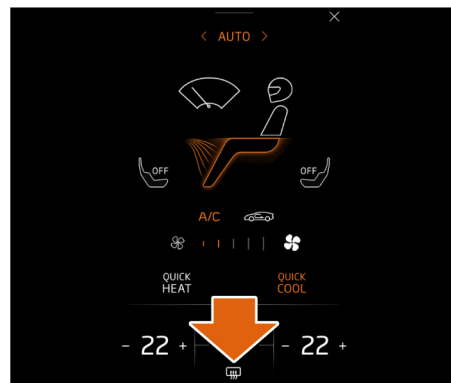 < AUTO >
OFF
OFF
A/C
QUICK
HEAT
QUICK
COOL
- 22 +
- 22 +